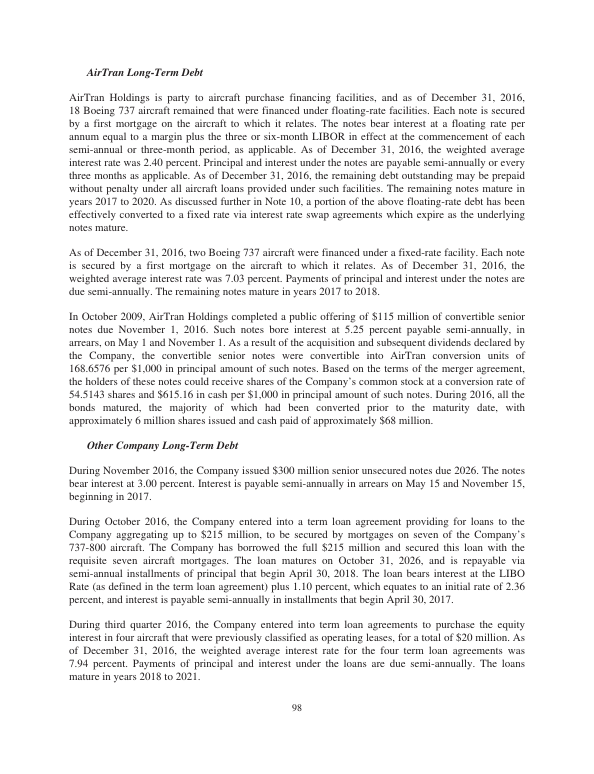 AirTran Long-Term Debt
AirTran Holdings is party to aircraft purchase financing facilities, and as of December 31, 2016,
18 Boeing 737 aircraft remained that were financed under floating-rate facilities. Each note is secured
by a first mortgage on the aircraft to which it relates. The notes bear interest at a floating rate per
annum equal to a margin plus the three or six-month LIBOR in effect at the commencement of each
semi-annual or three-month period, as applicable. As of December 31, 2016, the weighted average
interest rate was 2.40 percent. Principal and interest under the notes are payable semi-annually or every
three months as applicable. As of December 31, 2016, the remaining debt outstanding may be prepaid
without penalty under all aircraft loans provided under such facilities. The remaining notes mature in
years 2017 to 2020. As discussed further in Note 10, a portion of the above floating-rate debt has been
effectively converted to a fixed rate via interest rate swap agreements which expire as the underlying
notes mature.
As of December 31, 2016, two Boeing 737 aircraft were financed under a fixed-rate facility. Each note
is secured by a first mortgage on the aircraft to which it relates. As of December 31, 2016, the
weighted average interest rate was 7.03 percent. Payments of principal and interest under the notes are
due semi-annually. The remaining notes mature in years 2017 to 2018.
In October 2009, AirTran Holdings completed a public offering of $115 million of convertible senior
notes due November 1, 2016. Such notes bore interest at 5.25 percent payable semi-annually, in
arrears, on May 1 and November 1. As a result of the acquisition and subsequent dividends declared by
the Company, the convertible senior notes were convertible into AirTran conversion units of
168.6576 per $1,000 in principal amount of such notes. Based on the terms of the merger agreement,
the holders of these notes could receive shares of the Company's common stock at a conversion rate of
54.5143 shares and $615.16 in cash per $1,000 in principal amount of such notes. During 2016, all the
bonds matured, the majority of which had been converted prior to the maturity date, with
approximately 6 million shares issued and cash paid of approximately $68 million.
Other Company Long-Term Debt
During November 2016, the Company issued $300 million senior unsecured notes due 2026. The notes
bear interest at 3.00 percent. Interest is payable semi-annually in arrears on May 15 and November 15,
beginning in 2017.
During October 2016, the Company entered into a term loan agreement providing for loans to the
Company aggregating up to $215 million, to be secured by mortgages on seven of the Company's
737-800 aircraft. The Company has borrowed the full $215 million and secured this loan with the
requisite seven aircraft mortgages. The loan matures on October 31, 2026, and is repayable via
semi-annual installments of principal that begin April 30, 2018. The loan bears interest at the LIBO
Rate (as defined in the term loan agreement) plus 1.10 percent, which equates to an initial rate of 2.36
percent, and interest is payable semi-annually in installments that begin April 30, 2017.
During third quarter 2016, the Company entered into term loan agreements to purchase the equity
interest in four aircraft that were previously classified as operating leases, for a total of $20 million. As
of December 31, 2016, the weighted average interest rate for the four term loan agreements was
7.94 percent. Payments of principal and interest under the loans are due semi-annually. The loans
mature in years 2018 to 2021.
98